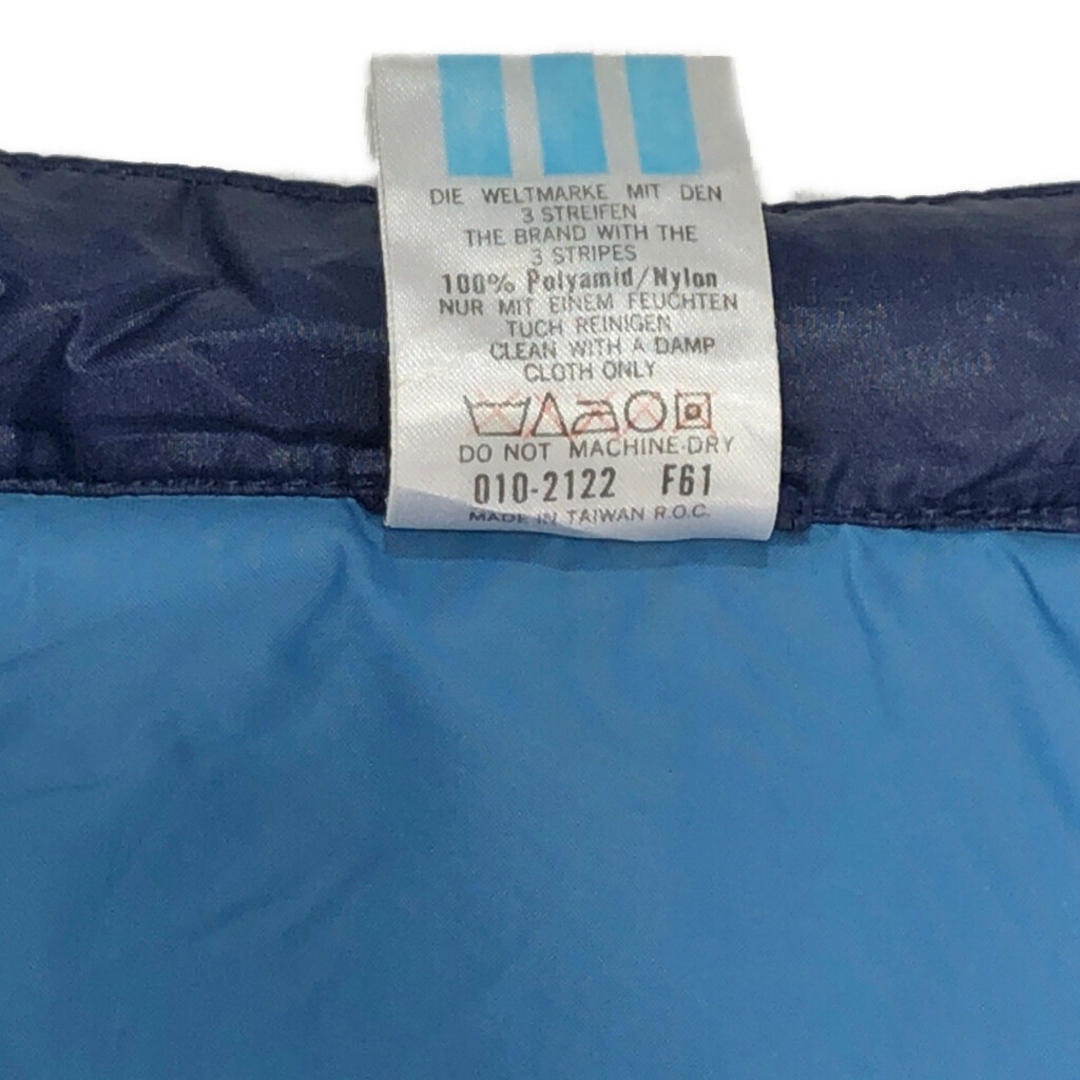 DIE WELTMARKE MIT DEN
3 STREIFEN
THE BRAND WITH THE
3 STRIPES
100% Polyamid/Nylon
NUR MIT EINEM FEUCHTEN
TUCH REINIGEN
CLEAN WITH A DAMP
CLOTH ONLY
DO NOT MACHINE-DRY
010-2122 F61
MADE IN TAIWAN R.O.C.